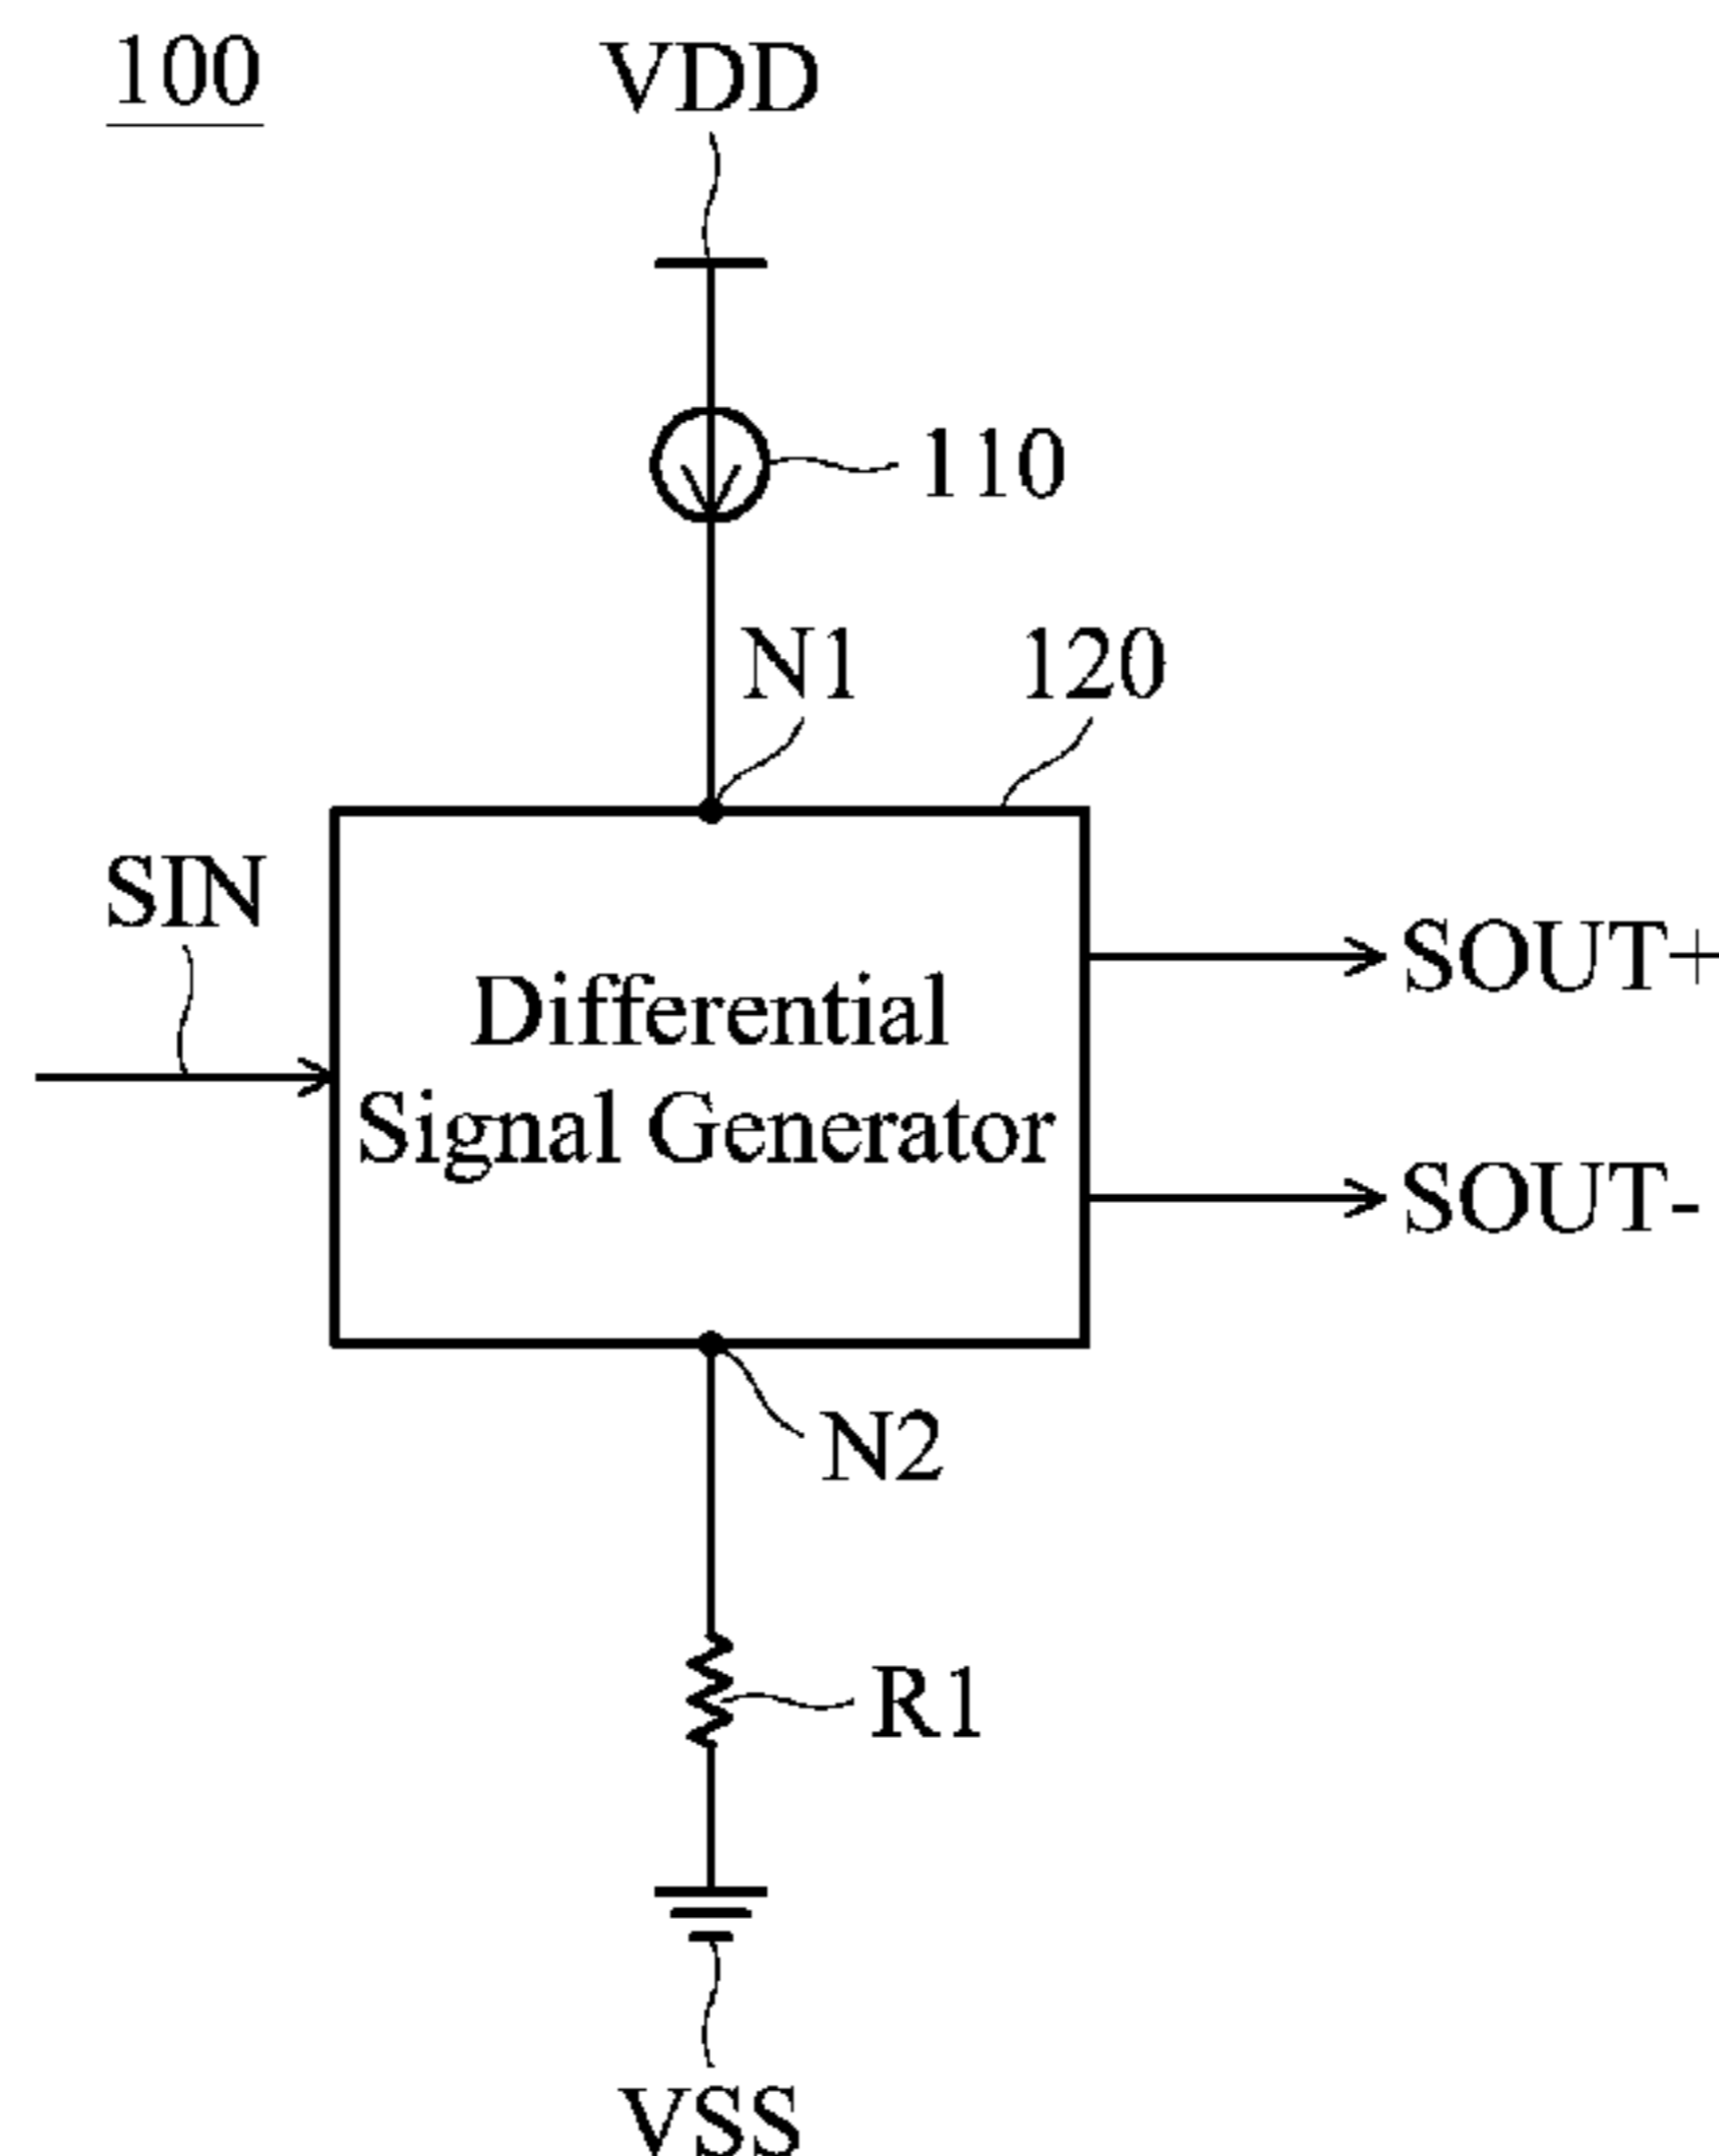 100
VDD
110
N1
120
SIN
SOUT+
Differential
Signal Generator
SOUT-
N2
R1
VSS